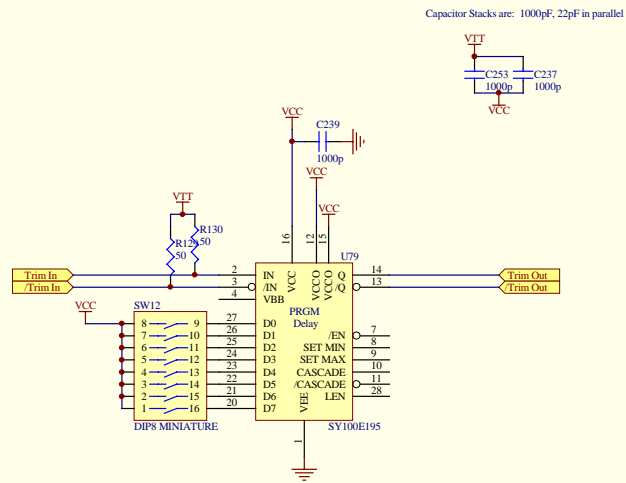 Capacitor Stacks are: 1000pF, 22pF in parallel
VTT
C253
1000p
C237
1000p
VCC
VCC
C239
1000p
VCC
VCC
VTT
R130
50
R129
50
16
12
15
U79
Trim In
/Trim In
2
3
4
IN
/IN
VBB
VCC
VCCO
VCCO
Q
/Q
14
13
Trim Out
/Trim Out
PRGM
Delay
VCC
SW12
8 9
7 10
6 11
5 12
4 13
3 14
2 15
1 16
DIP8 MINIATURE
27 D0
26 D1
25 D2
24 D3
23 D4
22 D5
21 D6
20 D7
/EN 7
SET MIN 8
SET MAX 9
CASCADE 10
/CASCADE 11
LEN 28
VEE
SY100E195
1